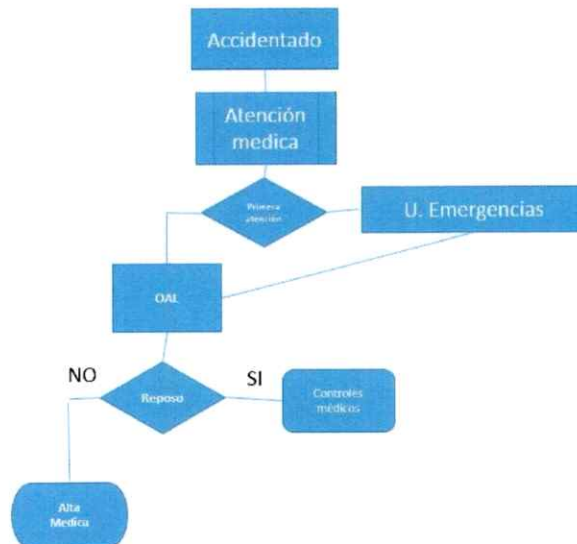 Accidentado
Atención
medica
Primera
atención
U. Emergencias
OAL
NO
SI
Reposo
Controles
médicos
Alta
Medica